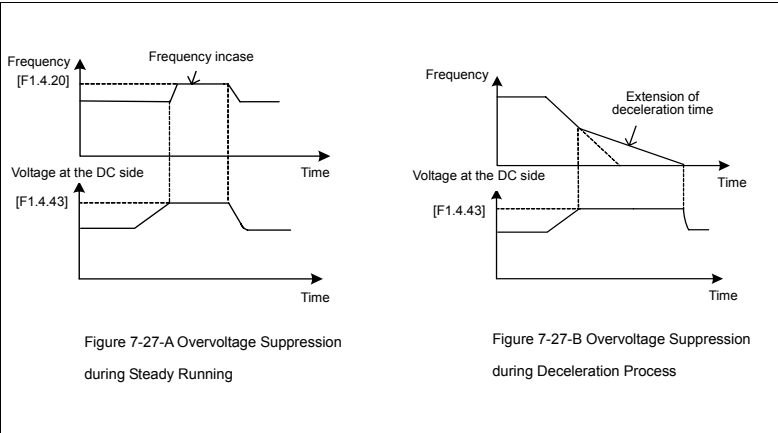 Frequency
[F1.4.20]
Frequency incase
Time
Voltage at the DC side
[F1.4.43]
Time
Figure 7-27-A Overvoltage Suppression
during Steady Running
Frequency
Extension of
deceleration time
Time
Voltage at the DC side
[F1.4.43]
Time
Figure 7-27-B Overvoltage Suppression
during Deceleration Process